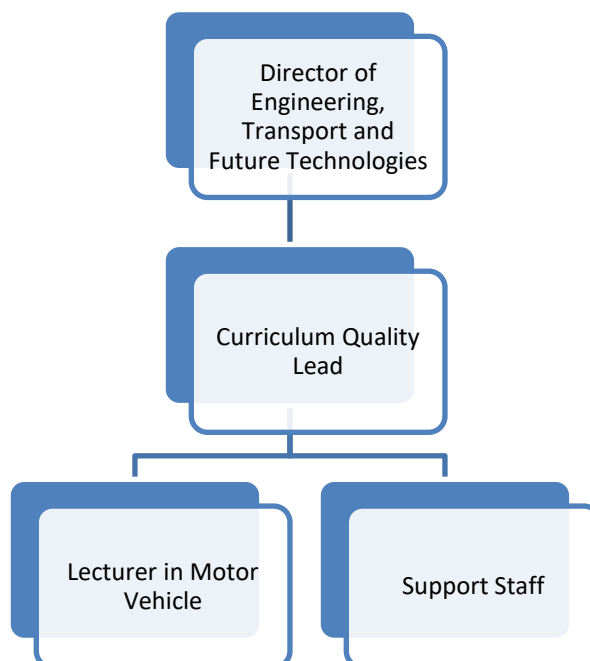 Director of
Engineering,
Transport and
Future Technologies
Curriculum Quality
Lead
Lecturer in Motor
Vehicle
Support Staff